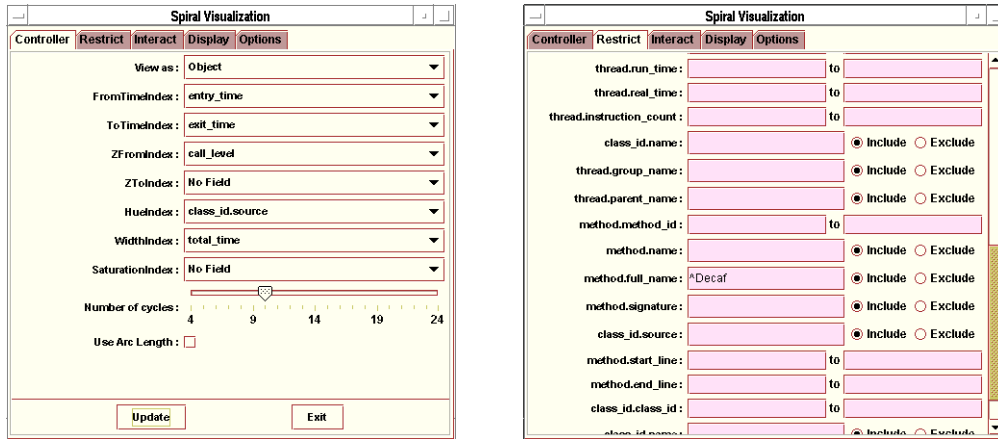 Spiral Visualization
Controller Restrict Interact Display Options
View as : Object
FromTimeIndex : entry_time
ToTimeIndex : exit_time
ZFromIndex : call_level
ZToIndex : No Field
HueIndex : class_id.source
WidthIndex : total_time
SaturationIndex : No Field
Number of cycles :
4 9 14 19 24
Use Arc Length :
Update Exit
Spiral Visualization
Controller Restrict Interact Display Options
thread.run_time : to
thread.real_time : to
thread.instruction_count : to
class_id.name : Include Exclude
thread.group_name : Include Exclude
thread.parent_name : Include Exclude
method.method_id : to
method.name : Include Exclude
method.full_name : ^Decaf Include Exclude
method.signature : Include Exclude
class_id.source : Include Exclude
method.start_line : to
method.end_line : to
class_id.class_id : to
class_id.name : Include Exclude